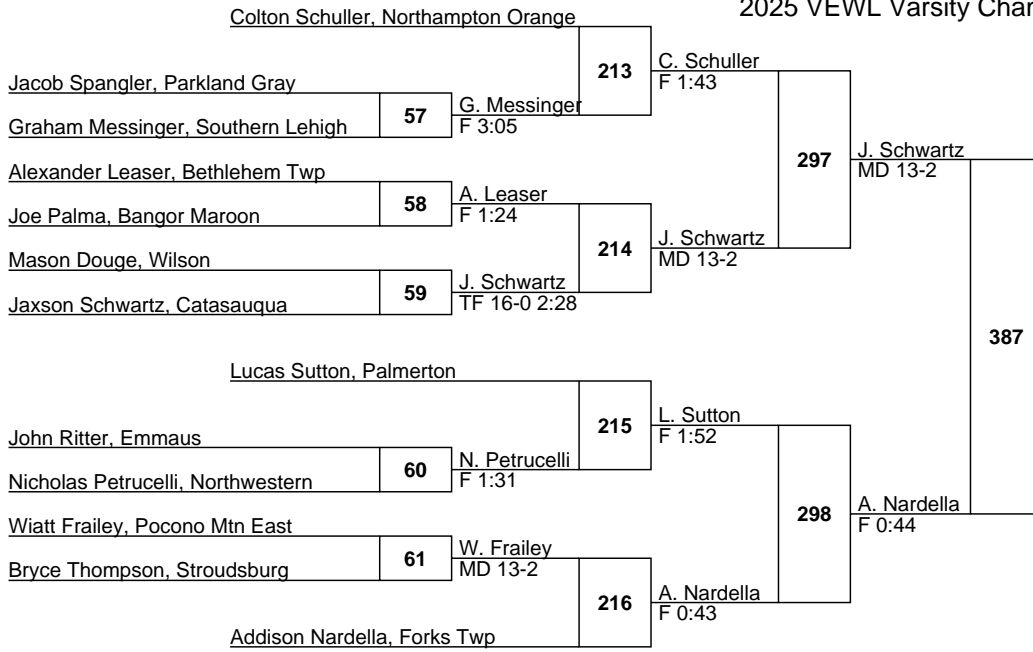 2025 VEWL Varsity Cham
Colton Schuller, Northampton Orange
213
C. Schuller
F 1:43
Jacob Spangler, Parkland Gray
57
G. Messinger
F 3:05
Graham Messinger, Southern Lehigh
297
J. Schwartz
MD 13-2
Alexander Leaser, Bethlehem Twp
58
A. Leaser
F 1:24
Joe Palma, Bangor Maroon
214
J. Schwartz
MD 13-2
Mason Douge, Wilson
59
J. Schwartz
TF 16-0 2:28
Jaxson Schwartz, Catasauqua
387
Lucas Sutton, Palmerton
215
L. Sutton
F 1:52
John Ritter, Emmaus
60
N. Petrucelli
F 1:31
Nicholas Petrucelli, Northwestern
298
A. Nardella
F 0:44
Wiatt Frailey, Pocono Mtn East
61
W. Frailey
MD 13-2
Bryce Thompson, Stroudsburg
216
A. Nardella
F 0:43
Addison Nardella, Forks Twp